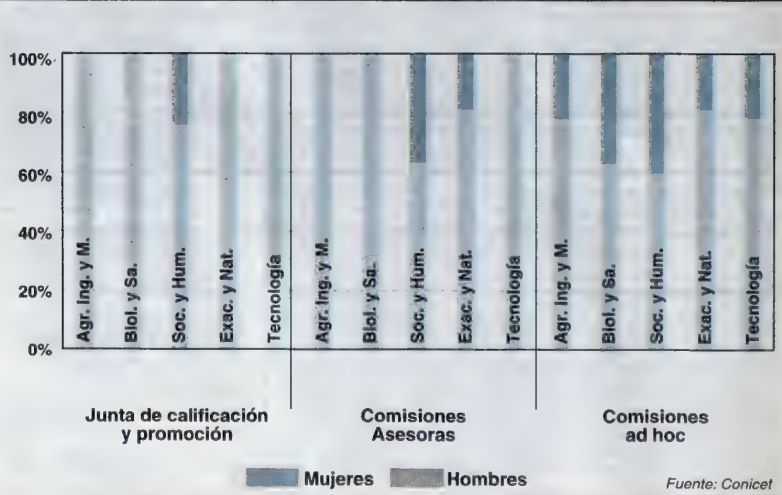 100%
80%
60%
40%
20%
0%
Agr. Ing. y M.
Biol. y Sa.
Soc. y Hum.
Exac. y Nat.
Tecnología
Agr. Ing. y M.
Biol. y Sa.
Soc. y Hum.
Exac. y Nat.
Tecnología
Agr. Ing. y M.
Biol. y Sa.
Soc. y Hum.
Exac. y Nat.
Tecnología
Junta de calificación
y promoción
Comisiones
Asesoras
Comisiones
ad hoc
Mujeres Hombres
Fuente: Conicet